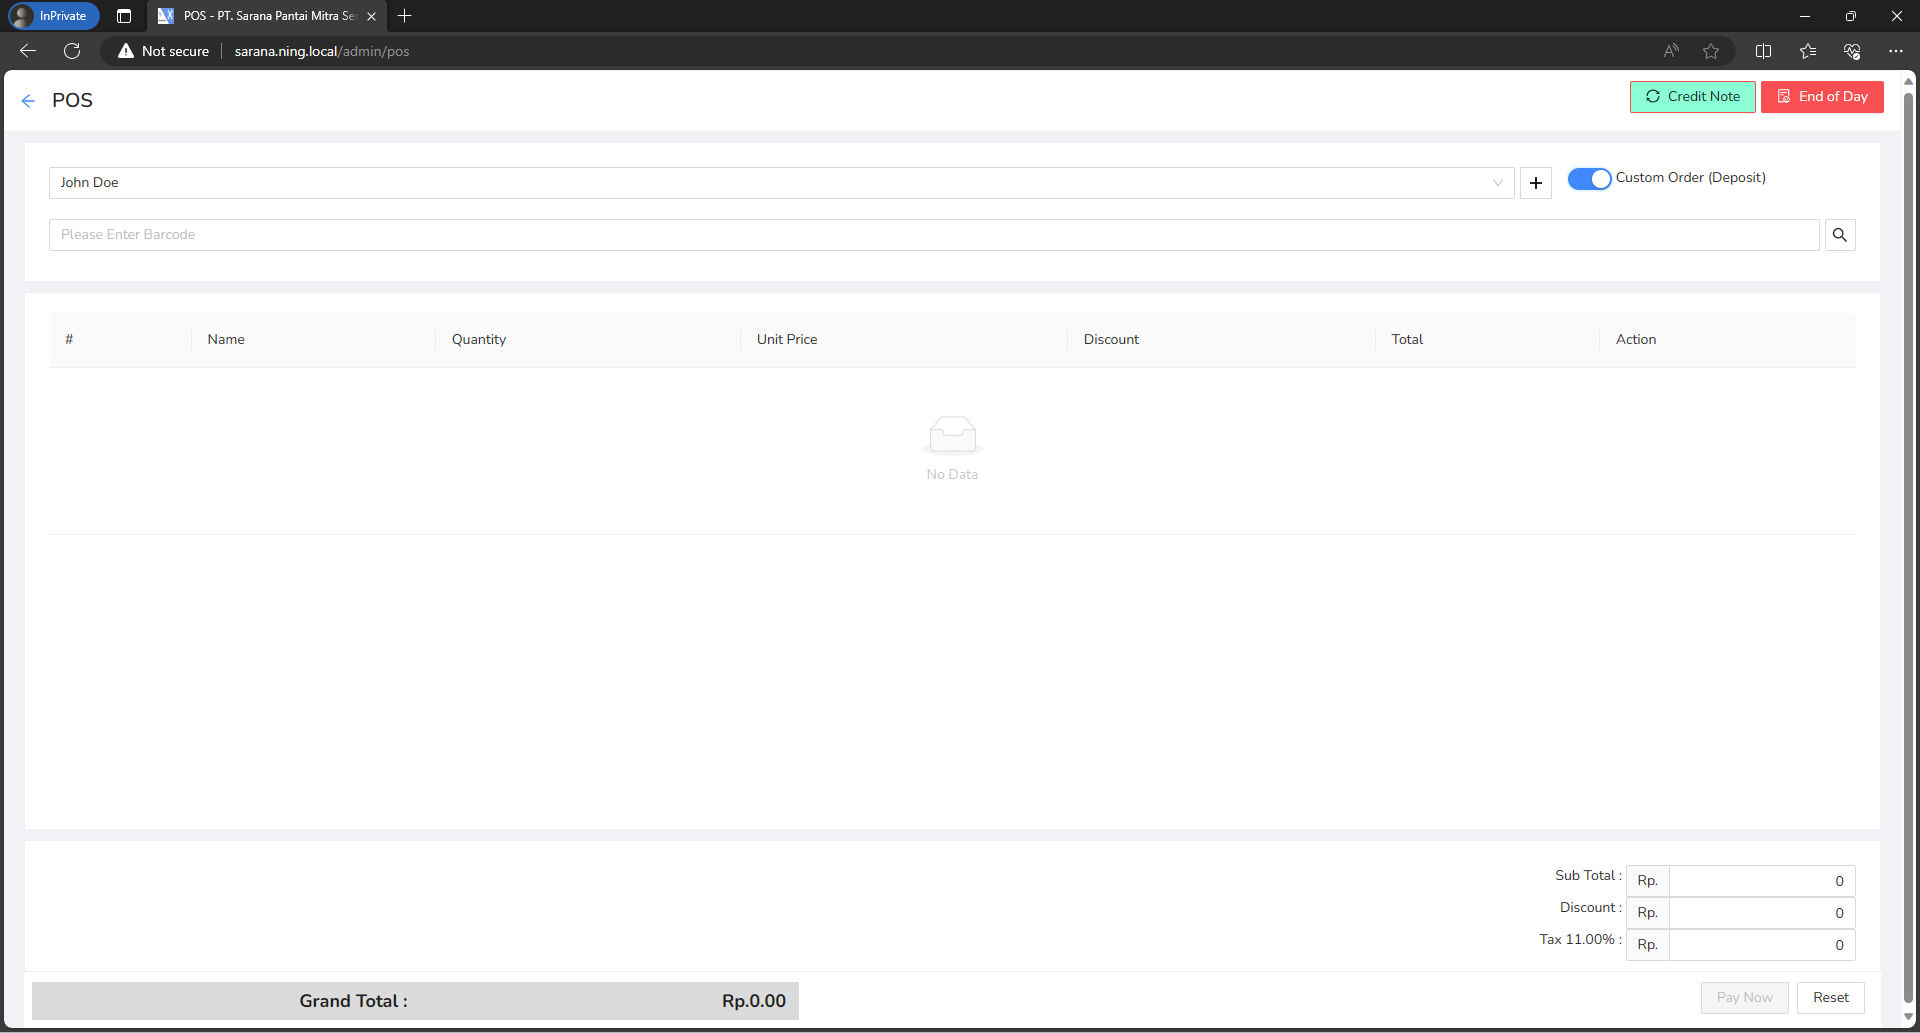 InPrivate
POS - PT. Sarana Pantai Mitra Se
Not secure
sarana.ning.local/admin/pos
POS
Credit Note
End of Day
John Doe
Custom Order (Deposit)
Please Enter Barcode
# Name Quantity Unit Price Discount Total Action
No Data
Sub Total : Rp. 0
Discount : Rp. 0
Tax 11.00% : Rp. 0
Grand Total : Rp.0.00
Pay Now
Reset